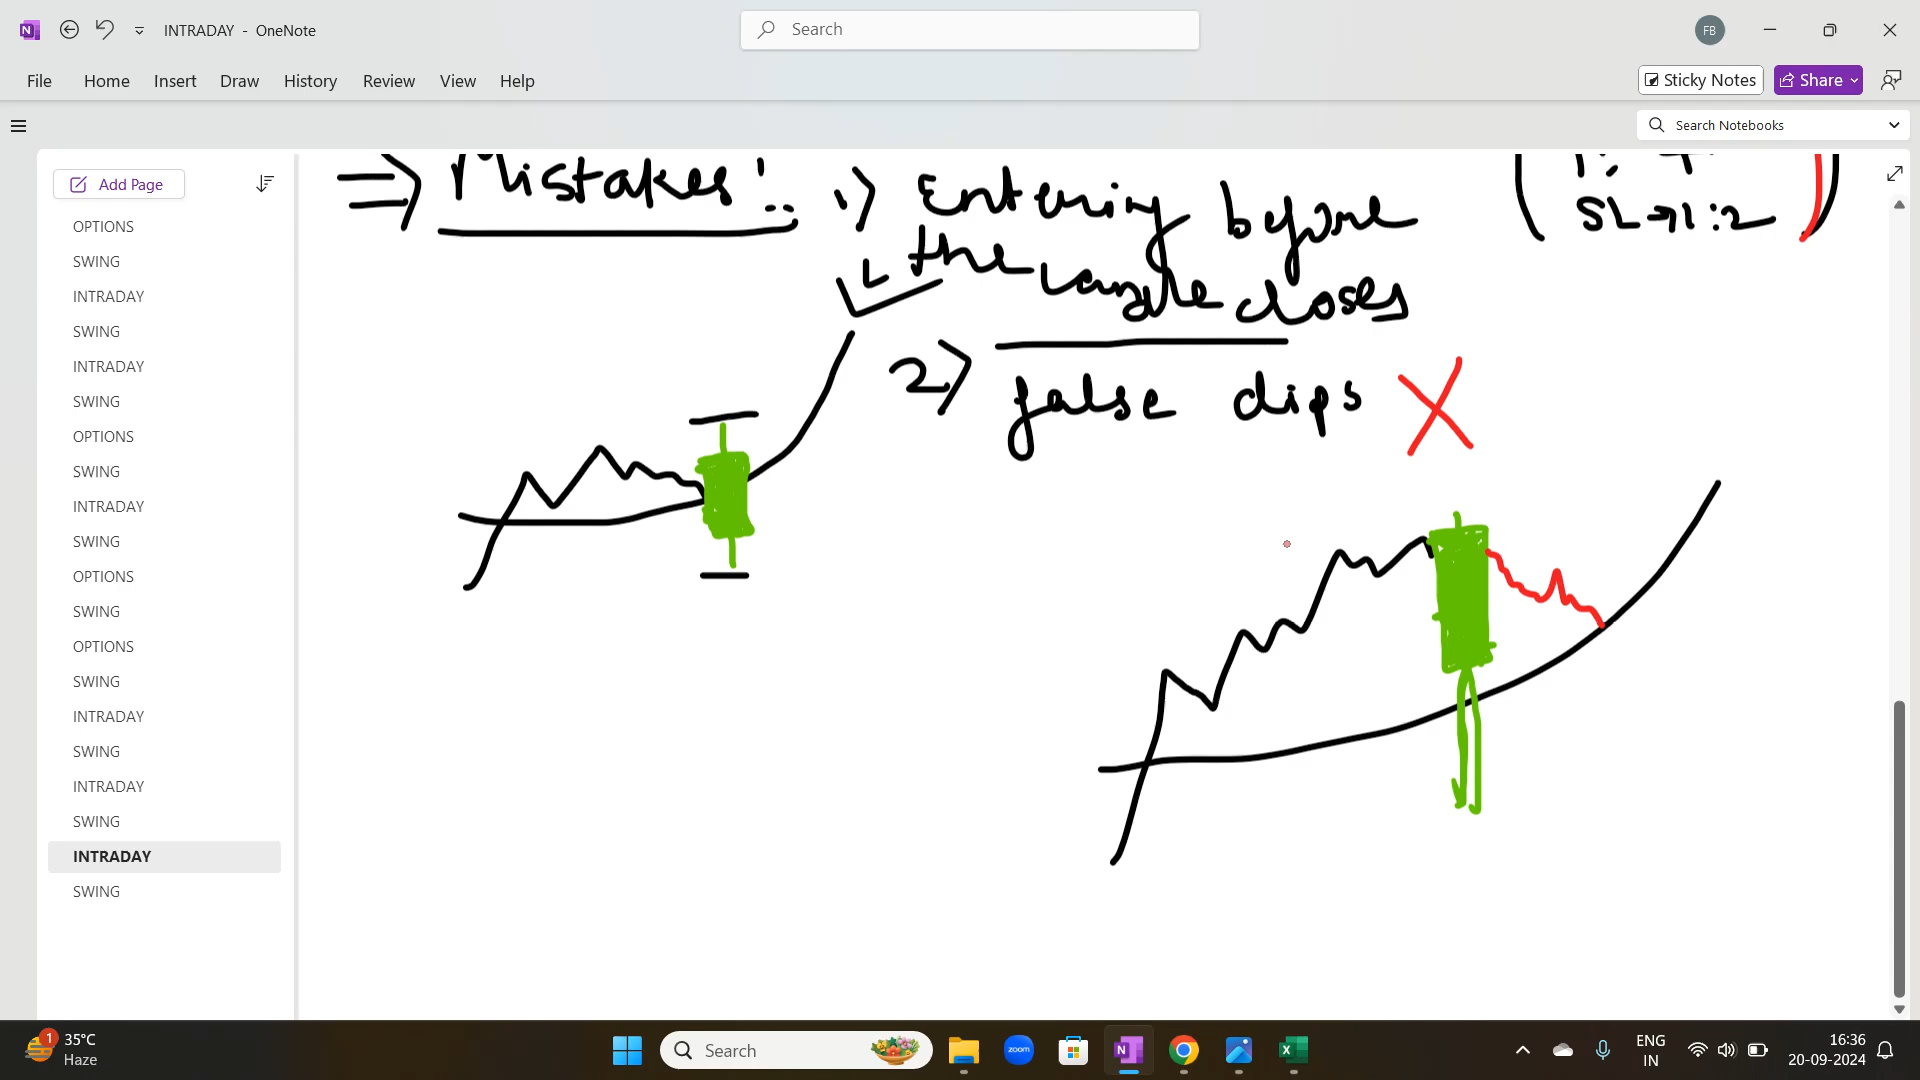 INTRADAY - OneNote
Search
FB
File Home Insert Draw History Review View Help
Sticky Notes
Share
Search Notebooks
Add Page
OPTIONS
SWING
INTRADAY
SWING
INTRADAY
SWING
OPTIONS
SWING
INTRADAY
SWING
OPTIONS
SWING
OPTIONS
SWING
INTRADAY
SWING
INTRADAY
SWING
INTRADAY
SWING
=> Mistakes: 1) Entering before
the candle closes
SL→1:2
2) false dips X
1
35°C
Haze
Search
zoom
ENG
IN
16:36
20-09-2024